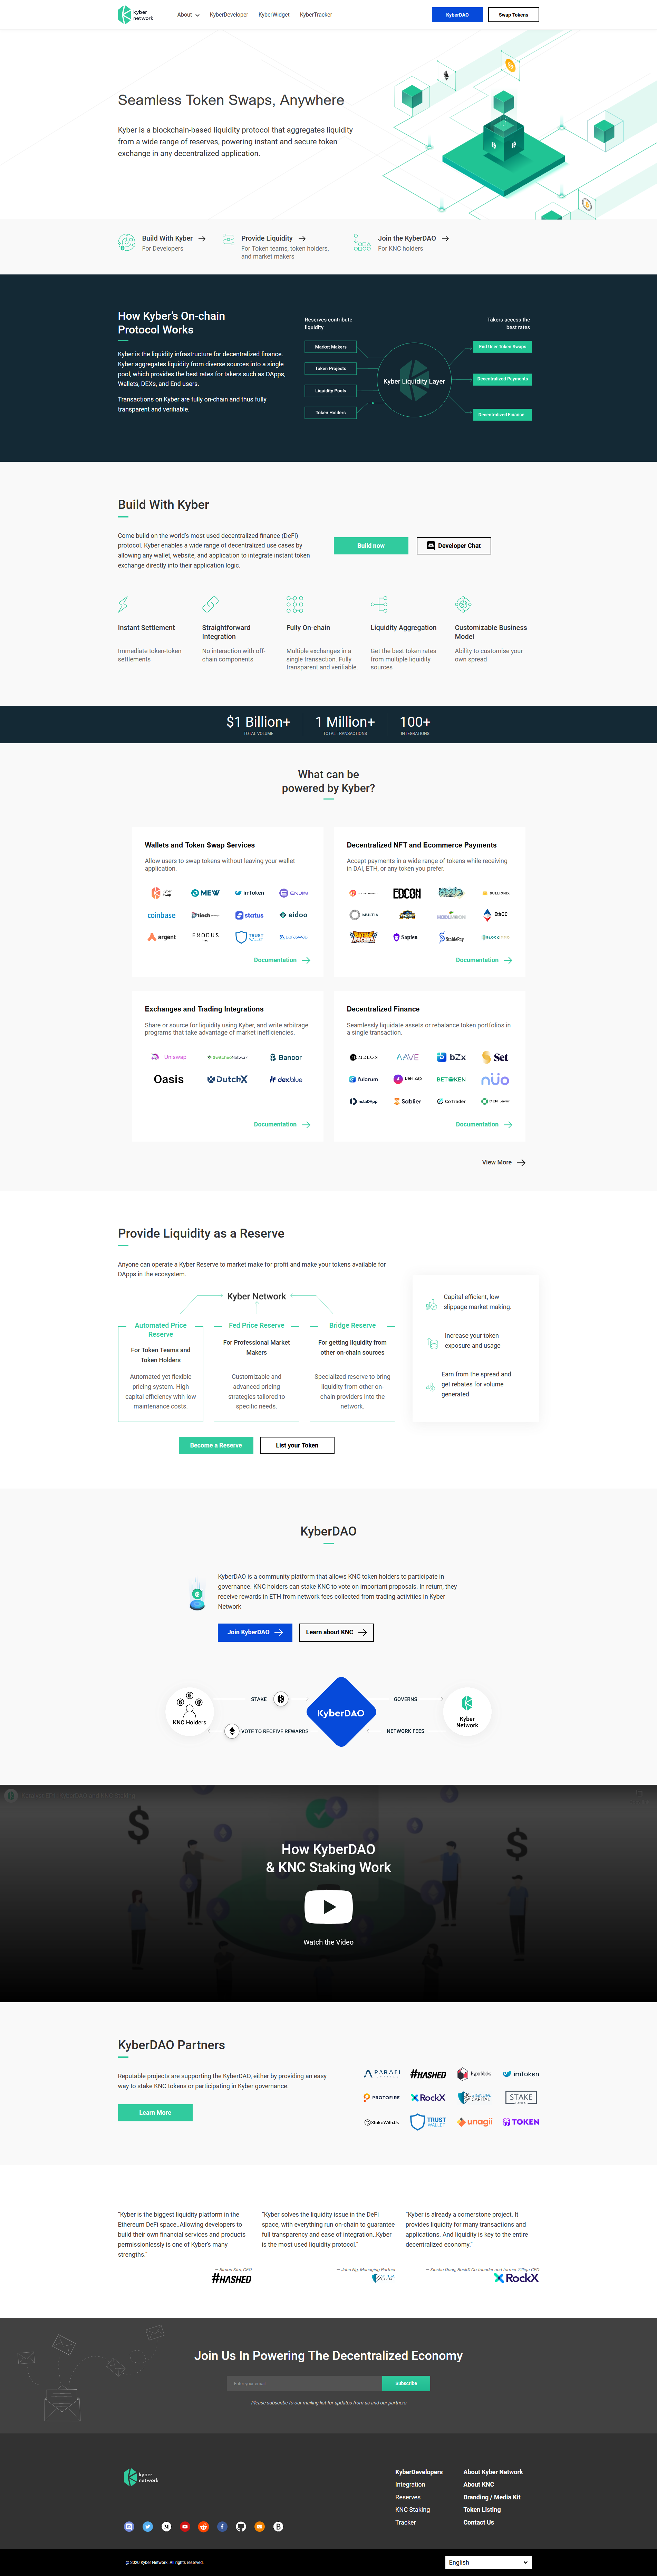 kyber
network
About
KyberDeveloper
KyberWidget
KyberTracker
KyberDAO
Swap Tokens
Seamless Token Swaps, Anywhere
Kyber is a blockchain-based liquidity protocol that aggregates liquidity
from a wide range of reserves, powering instant and secure token
exchange in any decentralized application.
Build With Kyber
For Developers
Provide Liquidity
For Token teams, token holders,
and market makers
Join the KyberDAO
For KNC holders
How Kyber's On-chain
Protocol Works
Kyber is the liquidity infrastructure for decentralized finance.
Kyber aggregates liquidity from diverse sources into a single
pool, which provides the best rates for takers such as DApps,
Wallets, DEXs, and End users.
Transactions on Kyber are fully on-chain and thus fully
transparent and verifiable.
Reserves contribute
liquidity
Market Makers
Token Projects
Liquidity Pools
Token Holders
Kyber Liquidity Layer
Takers access the
best rates
End User Token Swaps
Decentralized Payments
Decentralized Finance
Build With Kyber
Come build on the world's most used decentralized finance (DeFi)
protocol. Kyber enables a wide range of decentralized use cases by
allowing any wallet, website, and application to integrate instant token
exchange directly into their application logic.
Build now
Developer Chat
Instant Settlement
Immediate token-token
settlements
Straightforward
Integration
No interaction with off-
chain components
Fully On-chain
Multiple exchanges in a
single transaction. Fully
transparent and verifiable.
Liquidity Aggregation
Get the best token rates
from multiple liquidity
sources
Customizable Business
Model
Ability to customise your
own spread
$1 Billion+
TOTAL VOLUME
1 Million+
TOTAL TRANSACTIONS
100+
INTEGRATIONS
What can be
powered by Kyber?
Wallets and Token Swap Services
Allow users to swap tokens without leaving your wallet
application.
Kyber
Swap
MEW
imToken
ENJIN
coinbase
1inch
status
eidoo
argent
EXODUS
TRUST
WALLET
paraswap
Documentation
Decentralized NFT and Ecommerce Payments
Accept payments in a wide range of tokens while receiving
in DAI, ETH, or any token you prefer.
EDCON
BULLIONIX
MULTIS
EthCC
Sapien
StablePay
Documentation
Exchanges and Trading Integrations
Share or source for liquidity using Kyber, and write arbitrage
programs that take advantage of market inefficiencies.
Uniswap
Bancor
Oasis
DutchX
dexblue
Documentation
Decentralized Finance
Seamlessly liquidate assets or rebalance token portfolios in
a single transaction.
MELON
AAVE
bZx
Set
fulcrum
DeFi Zap
BETOKEN
nüo
InstaDApp
Sablier
CoTrader
DEFI Saver
Documentation
View More
Provide Liquidity as a Reserve
Anyone can operate a Kyber Reserve to market make for profit and make your tokens available for
DApps in the ecosystem.
Kyber Network
Automated Price
Reserve
For Token Teams and
Token Holders
Automated yet flexible
pricing system. High
capital efficiency with low
maintenance costs.
Fed Price Reserve
For Professional Market
Makers
Customizable and
advanced pricing
strategies tailored to
specific needs.
Bridge Reserve
For getting liquidity from
other on-chain sources
Specialized reserve to bring
liquidity from other on-
chain providers into the
network.
Capital efficient, low
slippage market making.
Increase your token
exposure and usage
Earn from the spread and
get rebates for volume
generated
Become a Reserve
List your Token
KyberDAO
KyberDAO is a community platform that allows KNC token holders to participate in
governance. KNC holders can stake KNC to vote on important proposals. In return, they
receive rewards in ETH from network fees collected from trading activities in Kyber
Network
Join KyberDAO
Learn about KNC
KNC Holders
STAKE
VOTE TO RECEIVE REWARDS
KyberDAO
GOVERNS
NETWORK FEES
Kyber
Network
How KyberDAO
& KNC Staking Work
Watch the Video
KyberDAO Partners
Reputable projects are supporting the KyberDAO, either by providing an easy
way to stake KNC tokens or participating in Kyber governance.
Learn More
PARAFI
#HASHED
Hyperblocks
imToken
PROTOFIRE
RockX
SIGNUM
CAPITAL
STAKE
CAPITAL
StakeWith.Us
TRUST
WALLET
unagii
TOKEN
"Kyber is the biggest liquidity platform in the
Ethereum DeFi space..Allowing developers to
build their own financial services and products
permissionlessly is one of Kyber's many
strengths."
— Simon Kim, CEO
#HASHED
"Kyber solves the liquidity issue in the DeFi
space, with everything run on-chain to guarantee
full transparency and ease of integration..Kyber
is the most used liquidity protocol."
— John Ng, Managing Partner
"Kyber is already a cornerstone project. It
provides liquidity for many transactions and
applications. And liquidity is key to the entire
decentralized economy."
— Xinshu Dong, RockX Co-founder and former Zilliqa CEO
RockX
Join Us In Powering The Decentralized Economy
Enter your email
Subscribe
Please subscribe to our mailing list for updates from us and our partners
kyber
network
KyberDevelopers
Integration
Reserves
KNC Staking
Tracker
About Kyber Network
About KNC
Branding / Media Kit
Token Listing
Contact Us
@ 2020 Kyber Network. All rights reserved.
English